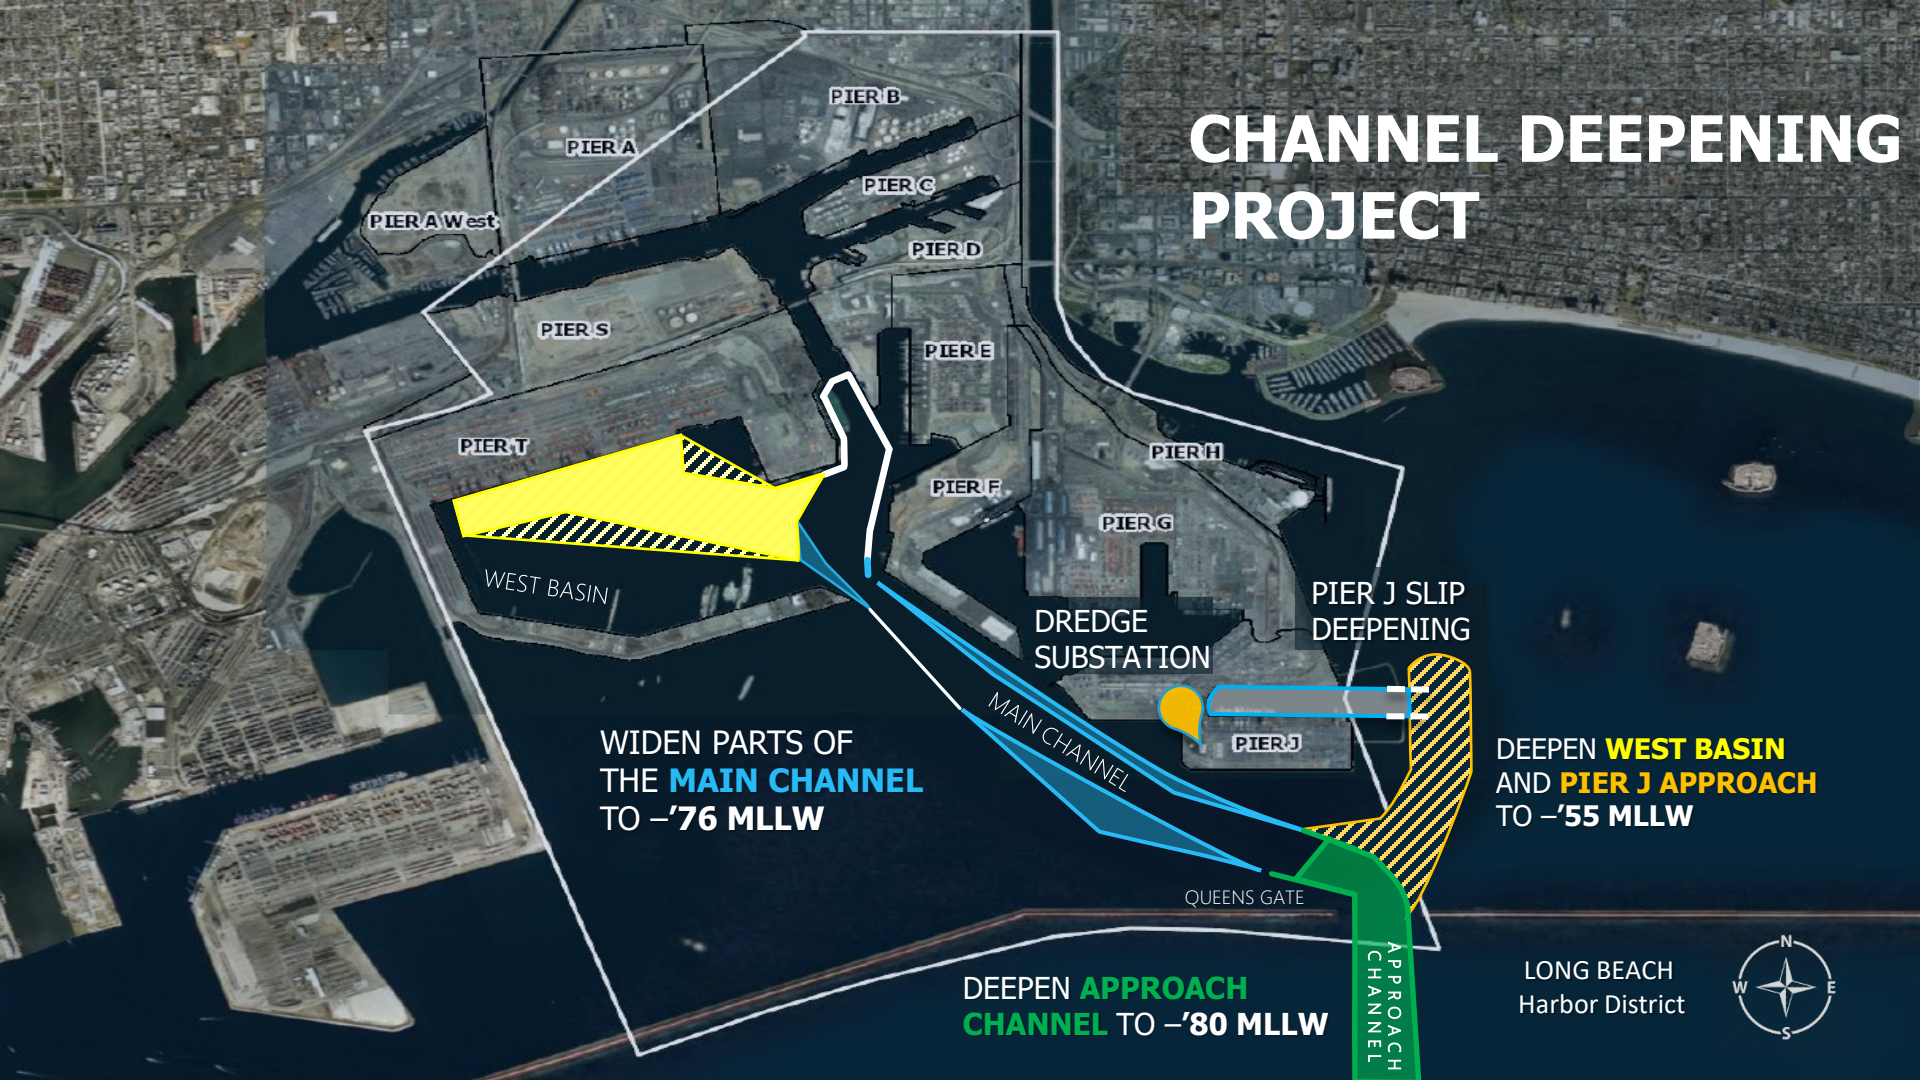 CHANNEL DEEPENING
PROJECT
PIER B
PIER A
PIER C
PIER A West
PIER D
PIER S
PIER E
PIER T
PIER H
PIER F
PIER G
WEST BASIN
PIER J SLIP
DEEPENING
DREDGE
SUBSTATION
MAIN CHANNEL
PIER J
WIDEN PARTS OF
THE MAIN CHANNEL
TO –’76 MLLW
DEEPEN WEST BASIN
AND PIER J APPROACH
TO –’55 MLLW
QUEENS GATE
APPROACH
CHANNEL
DEEPEN APPROACH
CHANNEL TO –’80 MLLW
LONG BEACH
Harbor District
N
W E
S